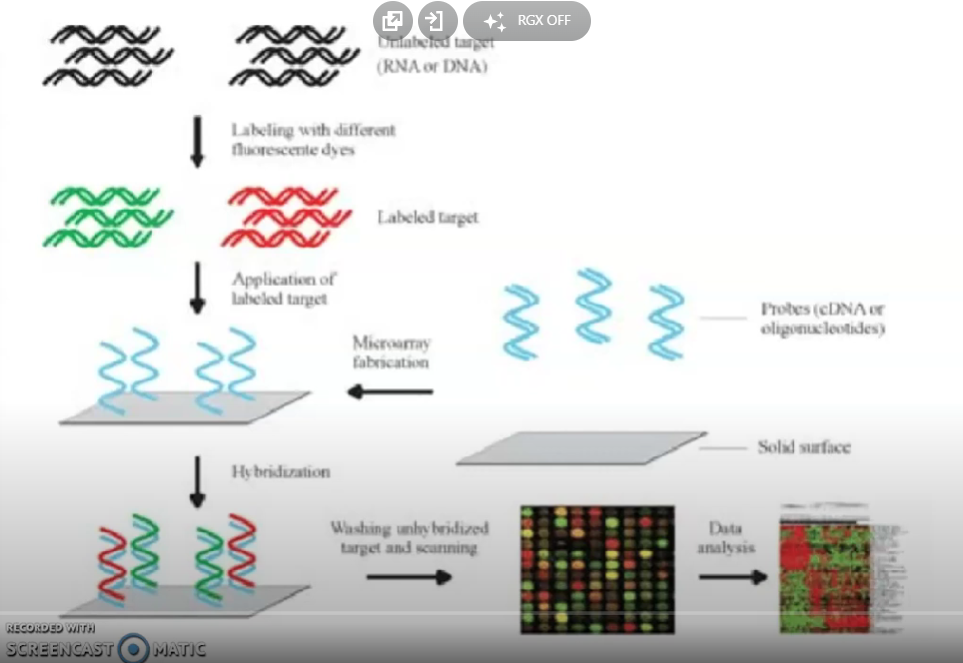 RGX OFF
Unlabeled target
(RNA or DNA)
Labeling with different
fluorescente dyes
Labeled target
Application of
labeled target
Probes (cDNA or
oligonucleotides)
Microarray
fabrication
Solid surface
Hybridization
Washing unhybridized
target and scanning
Data
analysis
RECORDED WITH
SCREENCAST MATIC